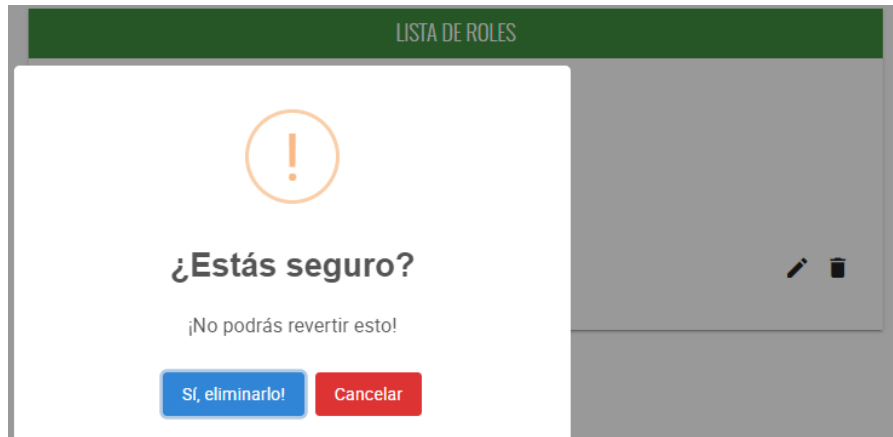 LISTA DE ROLES
¿Estás seguro?
¡No podrás revertir esto!
Sí, eliminarlo!
Cancelar